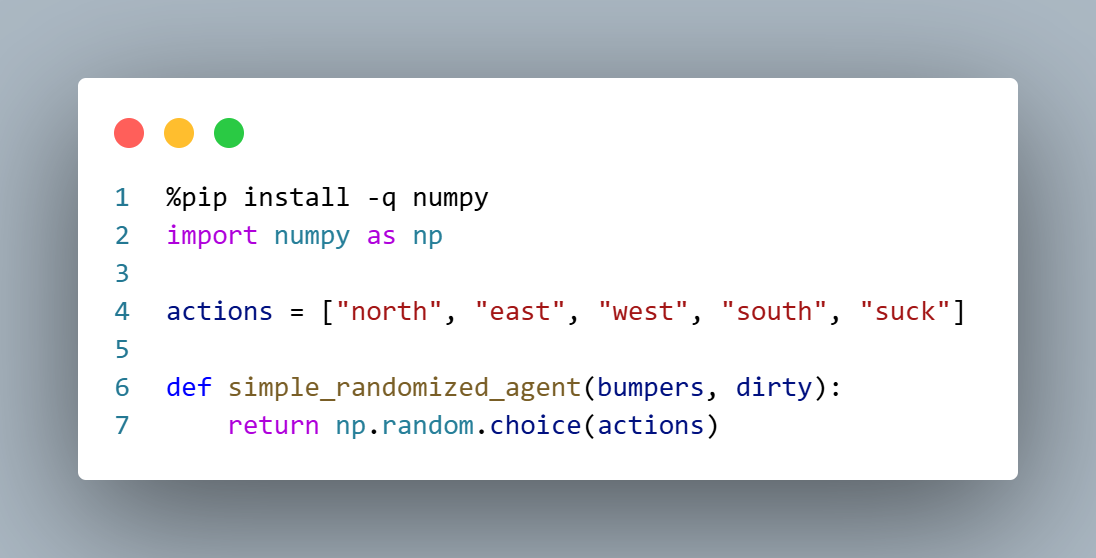 1 %pip install -q numpy
2 import numpy as np
3
4 actions = ["north", "east", "west", "south", "suck"]
5
6 def simple_randomized_agent(bumpers, dirty):
7     return np.random.choice(actions)